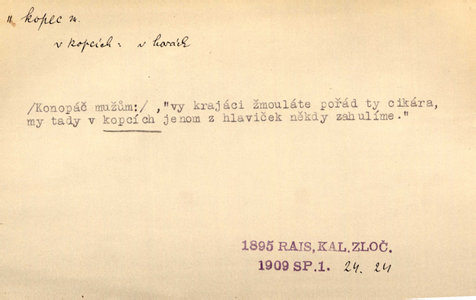 " kopec m.
v kopcích: v horách
/Konopáč mužům:/ ,"vy krajáci žmouláte pořád ty cikára,
my tady v kopcích jenom z hlaviček někdy zahulíme."
1895 RAIS, KAL. ZLOČ.
1909 SP.1. 24. 24